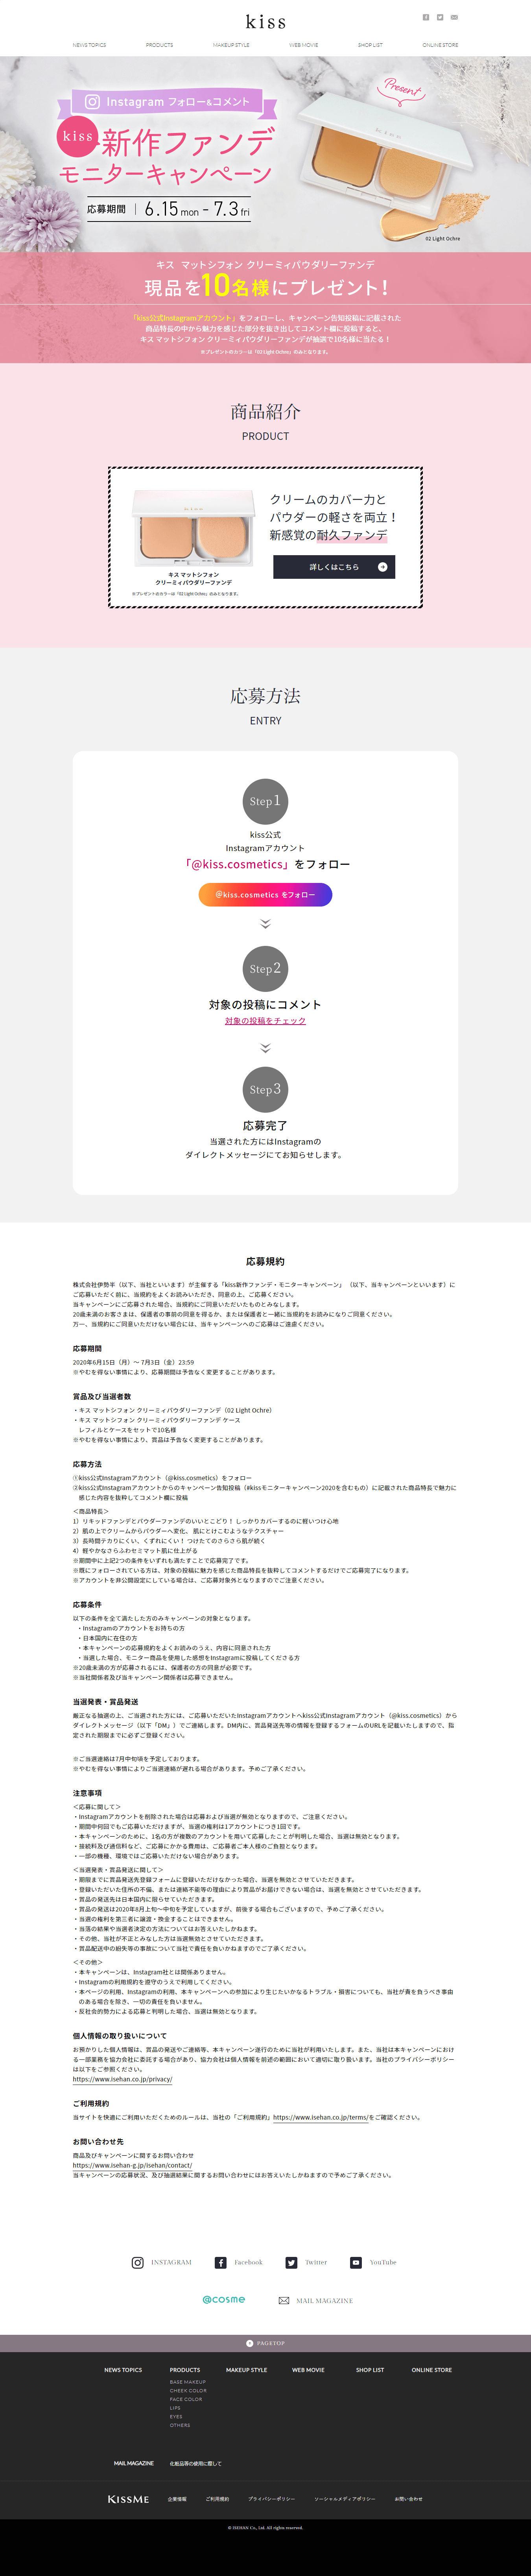 kiss
NEWS TOPICS PRODUCTS MAKEUP STYLE WEB MOVIE SHOP LIST ONLINE STORE
Instagram フォロー&コメント
Present
kiss 新作ファンデ
モニターキャンペーン
応募期間 6.15 mon - 7.3 fri
02 Light Ochre
キス マットシフォン クリーミィパウダリーファンデ
現品を10名様にプレゼント!
「kiss公式Instagramアカウント」をフォローし、キャンペーン告知投稿に記載された
商品特長の中から魅力を感じた部分を抜き出してコメント欄に投稿すると、
キス マットシフォン クリーミィパウダリーファンデが抽選で10名様に当たる!
※プレゼントのカラーは「02 Light Ochre」のみとなります。
商品紹介
PRODUCT
クリームのカバー力と
パウダーの軽さを両立!
新感覚の耐久ファンデ
詳しくはこちら
キス マットシフォン
クリーミィパウダリーファンデ
※プレゼントのカラーは「02 Light Ochre」のみとなります。
応募方法
ENTRY
Step1
kiss公式
Instagramアカウント
「@kiss.cosmetics」をフォロー
@kiss.cosmetics をフォロー
Step2
対象の投稿にコメント
対象の投稿をチェック
Step3
応募完了
当選された方にはInstagramの
ダイレクトメッセージにてお知らせします。
応募規約
株式会社伊勢半（以下、当社といいます）が主催する「kiss新作ファンデ・モニターキャンペーン」（以下、当キャンペーンといいます）に
ご応募いただく前に、当規約をよくお読みいただき、同意の上、ご応募ください。
当キャンペーンにご応募された場合、当規約にご同意いただいたものとみなします。
20歳未満のお客さまは、保護者の事前の同意を得るか、または保護者と一緒に当規約をお読みになりご同意ください。
万一、当規約にご同意いただけない場合には、当キャンペーンへのご応募はご遠慮ください。
応募期間
2020年6月15日（月）～ 7月3日（金）23:59
※やむを得ない事情により、応募期間は予告なく変更することがあります。
賞品及び当選者数
・キス マットシフォン クリーミィパウダリーファンデ（02 Light Ochre）
・キス マットシフォン クリーミィパウダリーファンデ ケース
レフィルとケースをセットで10名様
※やむを得ない事情により、賞品は予告なく変更することがあります。
応募方法
①kiss公式Instagramアカウント（@kiss.cosmetics）をフォロー
②kiss公式Instagramアカウントからのキャンペーン告知投稿（#kissモニターキャンペーン2020を含むもの）に記載された商品特長で魅力に
感じた内容を抜粋してコメント欄に投稿
＜商品特長＞
1）リキッドファンデとパウダーファンデのいいとこどり！ しっかりカバーするのに軽いつけ心地
2）肌の上でクリームからパウダーへ変化、 肌にとけこむようなテクスチャー
3）長時間テカりにくい、くずれにくい！ つけたてのさらさら肌が続く
4）軽やかなさらふわセミマット肌に仕上がる
※期間中に上記2つの条件をいずれも満たすことで応募完了です。
※既にフォローされている方は、対象の投稿に魅力を感じた商品特長を抜粋してコメントするだけでご応募完了になります。
※アカウントを非公開設定にしている場合は、ご応募対象外となりますのでご注意ください。
応募条件
以下の条件を全て満たした方のみキャンペーンの対象となります。
・Instagramのアカウントをお持ちの方
・日本国内に在住の方
・本キャンペーンの応募規約をよくお読みのうえ、内容に同意された方
・当選した場合、モニター商品を使用した感想をInstagramに投稿してくださる方
※20歳未満の方が応募されるには、保護者の方の同意が必要です。
※当社関係者及び当キャンペーン関係者は応募できません。
当選発表・賞品発送
厳正なる抽選の上、ご当選された方には、ご応募いただいたInstagramアカウントへkiss公式Instagramアカウント（@kiss.cosmetics）から
ダイレクトメッセージ（以下「DM」）でご連絡します。DM内に、賞品発送先等の情報を登録するフォームのURLを記載いたしますので、指
定された期限までに必ずご登録ください。
※ご当選連絡は7月中旬頃を予定しております。
※やむを得ない事情によりご当選連絡が遅れる場合があります。予めご了承ください。
注意事項
＜応募に関して＞
・Instagramアカウントを削除された場合は応募および当選が無効となりますので、ご注意ください。
・期間中何回でもご応募いただけますが、当選の権利は1アカウントにつき1回です。
・本キャンペーンのために、1名の方が複数のアカウントを用いて応募したことが判明した場合、当選は無効となります。
・接続料及び通信料など、ご応募にかかる費用は、ご応募者ご本人様のご負担となります。
・一部の機種、環境ではご応募いただけない場合があります。
＜当選発表・賞品発送に関して＞
・期限までに賞品発送先登録フォームに登録いただけなかった場合、当選を無効とさせていただきます。
・登録いただいた住所の不備、または連絡不能等の理由により賞品がお届けできない場合は、当選を無効とさせていただきます。
・賞品の発送先は日本国内に限らせていただきます。
・賞品の発送は2020年8月上旬～中旬を予定していますが、前後する場合もございますので、予めご了承ください。
・当選の権利を第三者に譲渡・換金することはできません。
・当落の結果や当選者決定の方法についてはお答えいたしかねます。
・その他、当社が不正とみなした方は当選無効とさせていただきます。
・賞品配送中の紛失等の事故について当社で責任を負いかねますのでご了承ください。
＜その他＞
・本キャンペーンは、Instagram社とは関係ありません。
・Instagramの利用規約を遵守のうえで利用してください。
・本ページの利用、Instagramの利用、本キャンペーンへの参加により生じたいかなるトラブル・損害についても、当社が責を負うべき事由
のある場合を除き、一切の責任を負いません。
・反社会的勢力による応募と判明した場合、当選は無効となります。
個人情報の取り扱いについて
お預かりした個人情報は、賞品の発送やご連絡等、本キャンペーン遂行のために当社が利用いたします。また、当社は本キャンペーンにおけ
る一部業務を協力会社に委託する場合があり、協力会社は個人情報を前述の範囲において適切に取り扱います。当社のプライバシーポリシー
は以下をご参照ください。
https://www.isehan.co.jp/privacy/
ご利用規約
当サイトを快適にご利用いただくためのルールは、当社の「ご利用規約」https://www.isehan.co.jp/terms/をご確認ください。
お問い合わせ先
商品及びキャンペーンに関するお問い合わせ
https://www.isehan-g.jp/isehan/contact/
当キャンペーンの応募状況、及び抽選結果に関するお問い合わせにはお答えいたしかねますので予めご了承ください。
INSTAGRAM Facebook Twitter YouTube
@cosme MAIL MAGAZINE
PAGETOP
NEWS TOPICS PRODUCTS MAKEUP STYLE WEB MOVIE SHOP LIST ONLINE STORE
BASE MAKEUP
CHEEK COLOR
FACE COLOR
LIPS
EYES
OTHERS
MAIL MAGAZINE 化粧品等の使用に際して
KISSME 企業情報 ご利用規約 プライバシーポリシー ソーシャルメディアポリシー お問い合わせ
© ISEHAN Co., Ltd. All rights reserved.